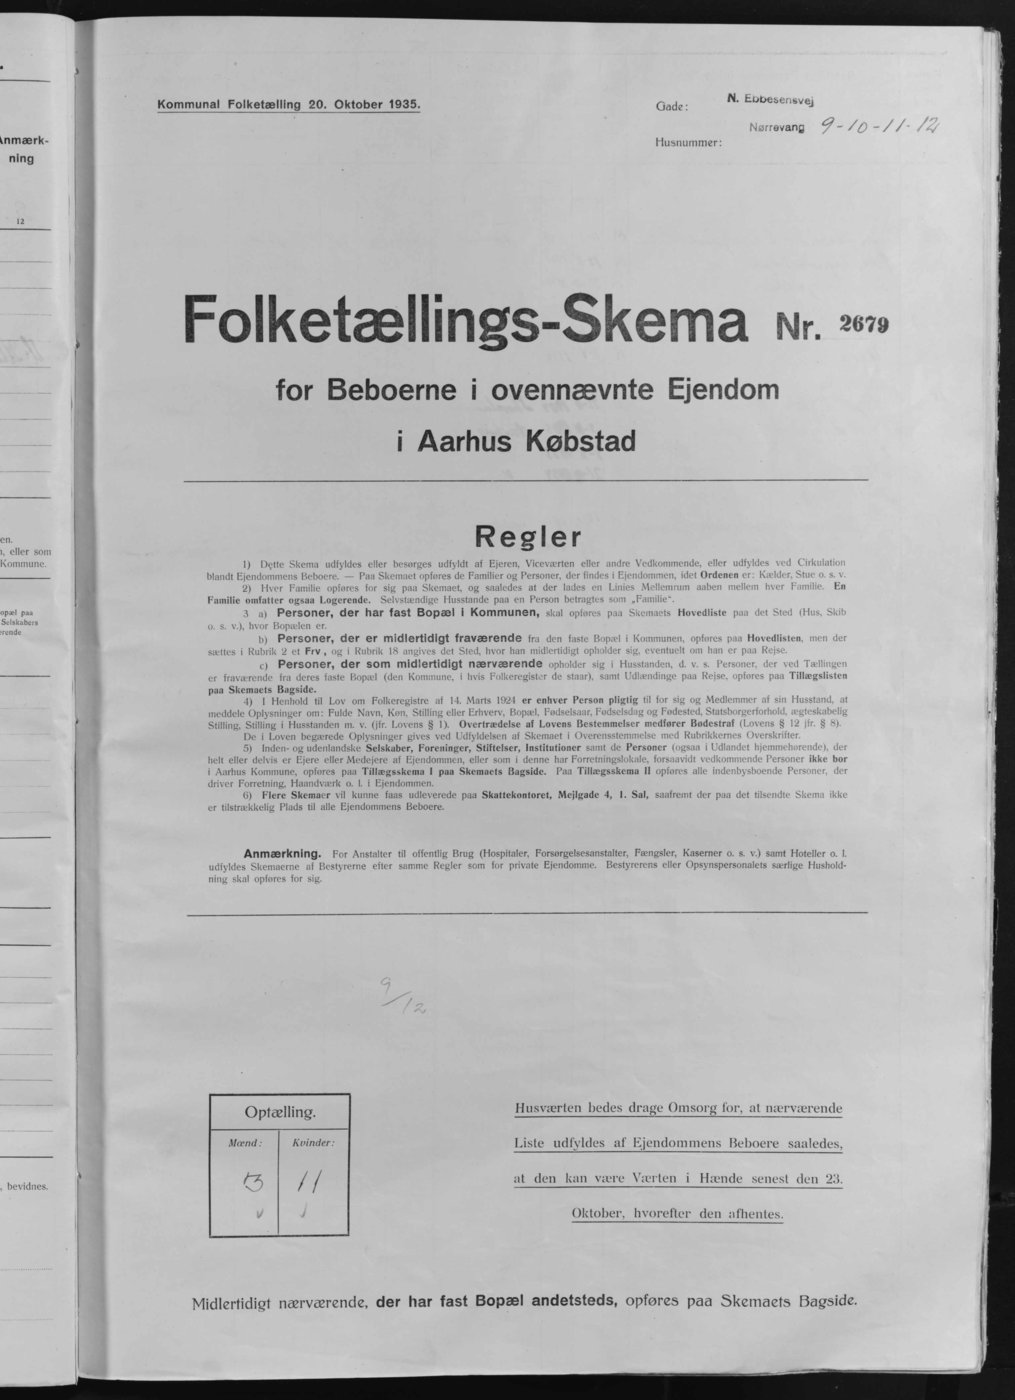 Anmærk-
ning
12
en.
, eller som
Kommune.
opæl paa
Selskabers
erende
, bevidnes.
Kommunal Folketælling 20. Oktober 1935.
Gade: N. Ebbesensvej
Nørrevang 9-10-11-12
Husnummer:
Folketællings-Skema Nr. 2679
for Beboerne i ovennævnte Ejendom
i Aarhus Købstad
Regler
1) Dette Skema udfyldes eller besørges udfyldt af Ejeren, Viceværten eller andre Vedkommende, eller udfyldes ved Cirkulation
blandt Ejendommens Beboere. — Paa Skemaet opføres de Familier og Personer, der findes i Ejendommen, idet Ordenen er: Kælder, Stue o. s. v.
2) Hver Familie opføres for sig paa Skemaet, og saaledes at der lades en Linies Mellemrum aaben mellem hver Familie. En
Familie omfatter ogsaa Logerende. Selvstændige Husstande paa en Person betragtes som „Familie“.
3 a) Personer, der har fast Bopæl i Kommunen, skal opføres paa Skemaets Hovedliste paa det Sted (Hus, Skib
o. s. v.), hvor Bopælen er.
b) Personer, der er midlertidigt fraværende fra den faste Bopæl i Kommunen, opføres paa Hovedlisten, men der
sættes i Rubrik 2 et Frv, og i Rubrik 18 angives det Sted, hvor han midlertidigt opholder sig, eventuelt om han er paa Rejse.
c) Personer, der som midlertidigt nærværende opholder sig i Husstanden, d. v. s. Personer, der ved Tællingen
er fraværende fra deres faste Bopæl (den Kommune, i hvis Folkeregister de staar), samt Udlændinge paa Rejse, opføres paa Tillægslisten
paa Skemaets Bagside.
4) I Henhold til Lov om Folkeregistre af 14. Marts 1924 er enhver Person pligtig til for sig og Medlemmer af sin Husstand, at
meddele Oplysninger om: Fulde Navn, Køn, Stilling eller Erhverv, Bopæl, Fødselsaar, Fødselsdag og Fødested, Statsborgerforhold, ægteskabelig
Stilling, Stilling i Husstanden m. v. (jfr. Lovens § 1). Overtrædelse af Lovens Bestemmelser medfører Bødestraf (Lovens § 12 jfr. § 8).
De i Loven begærede Oplysninger gives ved Udfyldelsen af Skemaet i Overensstemmelse med Rubrikkernes Overskrifter.
5) Inden- og udenlandske Selskaber, Foreninger, Stiftelser, Institutioner samt de Personer (ogsaa i Udlandet hjemmehørende), der
helt eller delvis er Ejere eller Medejere af Ejendommen, eller som i denne har Forretningslokale, forsaavidt vedkommende Personer ikke bor
i Aarhus Kommune, opføres paa Tillægsskema I paa Skemaets Bagside. Paa Tillægsskema II opføres alle indenbysboende Personer, der
driver Forretning, Haandværk o. l. i Ejendommen.
6) Flere Skemaer vil kunne faas udleverede paa Skattekontoret, Mejlgade 4, 1. Sal, saafremt der paa det tilsendte Skema ikke
er tilstrækkelig Plads til alle Ejendommens Beboere.
Anmærkning. For Anstalter til offentlig Brug (Hospitaler, Forsørgelsesanstalter, Fængsler, Kaserner o. s. v.) samt Hoteller o. l.
udfyldes Skemaerne af Bestyrerne efter samme Regler som for private Ejendomme. Bestyrerens eller Opsynspersonalets særlige Hushold-
ning skal opføres for sig.
9/12
Optælling.
Mænd: Kvinder:
13 11
Husværten bedes drage Omsorg for, at nærværende
Liste udfyldes af Ejendommens Beboere saaledes,
at den kan være Værten i Hænde senest den 23.
Oktober, hvorefter den afhentes.
Midlertidigt nærværende, der har fast Bopæl andetsteds, opføres paa Skemaets Bagside.